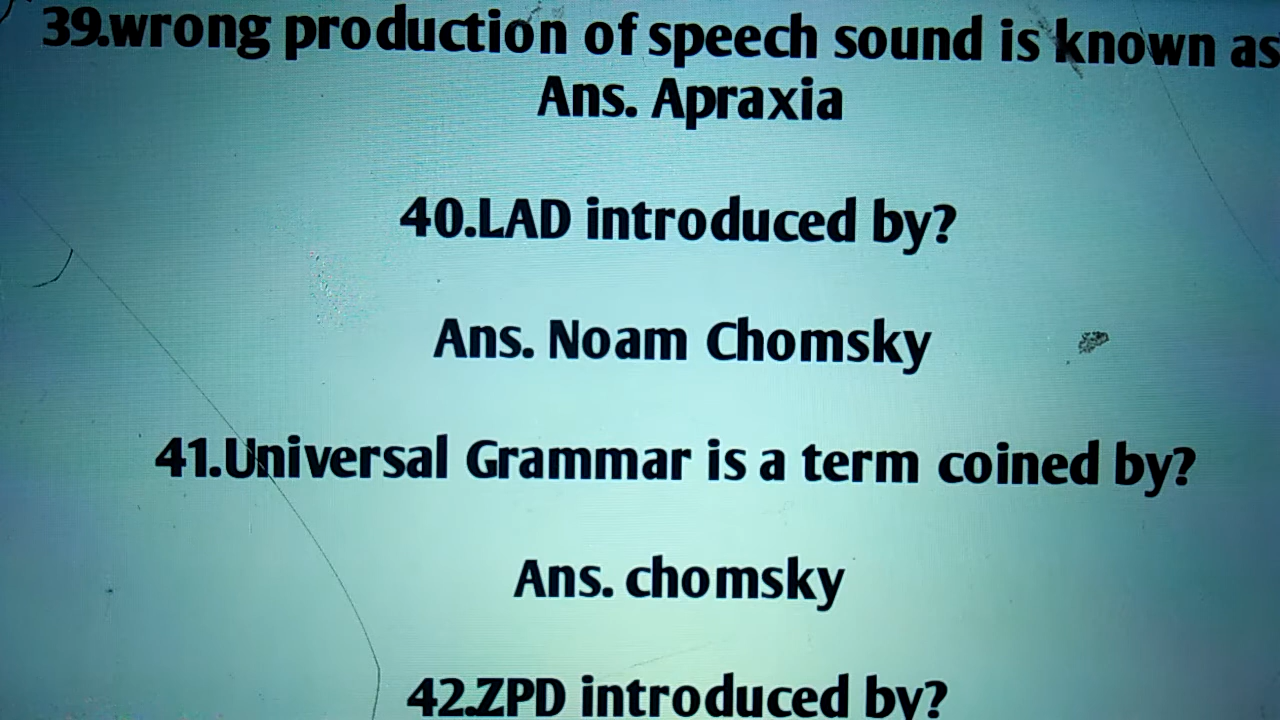 39.wrong production of speech sound is known as
Ans. Apraxia
40.LAD introduced by?
Ans. Noam Chomsky
41.Universal Grammar is a term coined by?
Ans. chomsky
42.ZPD introduced by?